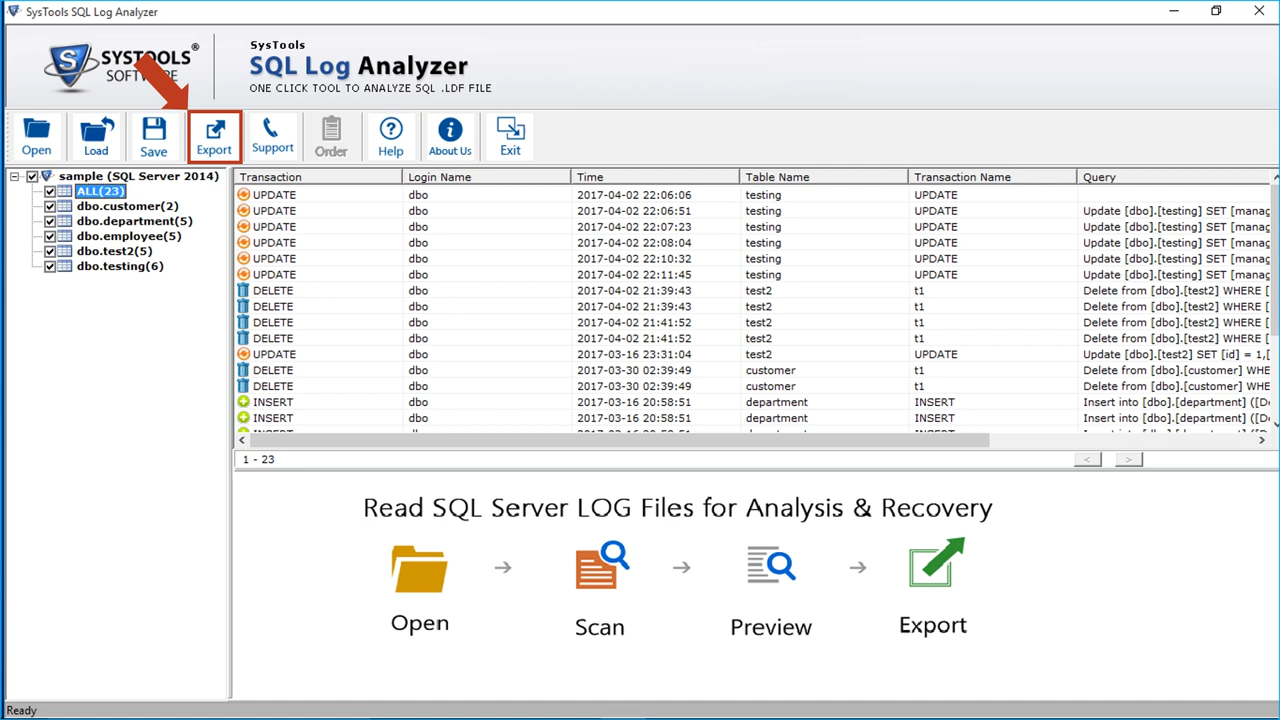 SysTools SQL Log Analyzer
SYSTOOLS®
SOFTWARE
SysTools
SQL Log Analyzer
ONE CLICK TOOL TO ANALYZE SQL .LDF FILE
Open Load Save Export Support Order Help About Us Exit
sample (SQL Server 2014)
ALL(23)
dbo.customer(2)
dbo.department(5)
dbo.employee(5)
dbo.test2(5)
dbo.testing(6)
Transaction Login Name Time Table Name Transaction Name Query
UPDATE dbo 2017-04-02 22:06:06 testing UPDATE
UPDATE dbo 2017-04-02 22:06:51 testing UPDATE Update [dbo].[testing] SET [manag
UPDATE dbo 2017-04-02 22:07:23 testing UPDATE Update [dbo].[testing] SET [manag
UPDATE dbo 2017-04-02 22:08:04 testing UPDATE Update [dbo].[testing] SET [manag
UPDATE dbo 2017-04-02 22:10:32 testing UPDATE Update [dbo].[testing] SET [manag
UPDATE dbo 2017-04-02 22:11:45 testing UPDATE Update [dbo].[testing] SET [manag
DELETE dbo 2017-04-02 21:39:43 test2 t1 Delete from [dbo].[test2] WHERE [
DELETE dbo 2017-04-02 21:39:43 test2 t1 Delete from [dbo].[test2] WHERE [
DELETE dbo 2017-04-02 21:41:52 test2 t1 Delete from [dbo].[test2] WHERE [
DELETE dbo 2017-04-02 21:41:52 test2 t1 Delete from [dbo].[test2] WHERE [
UPDATE dbo 2017-03-16 23:31:04 test2 UPDATE Update [dbo].[test2] SET [id] = 1,[
DELETE dbo 2017-03-30 02:39:49 customer t1 Delete from [dbo].[customer] WHE
DELETE dbo 2017-03-30 02:39:49 customer t1 Delete from [dbo].[customer] WHE
INSERT dbo 2017-03-16 20:58:51 department INSERT Insert into [dbo].[department] ([De
INSERT dbo 2017-03-16 20:58:51 department INSERT Insert into [dbo].[department] ([De
1 - 23
Read SQL Server LOG Files for Analysis & Recovery
Open Scan Preview Export
Ready